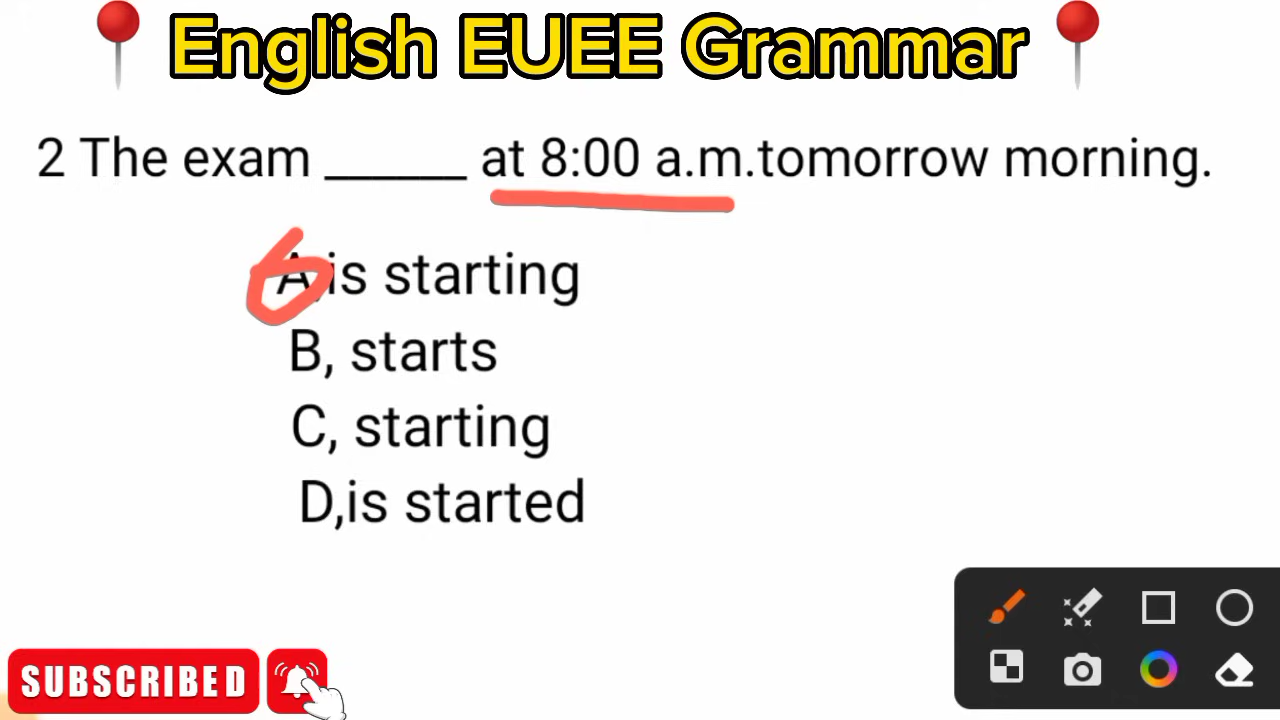 English EUEE Grammar
2 The exam ______ at 8:00 a.m.tomorrow morning.
A,is starting
B, starts
C, starting
D,is started
SUBSCRIBED